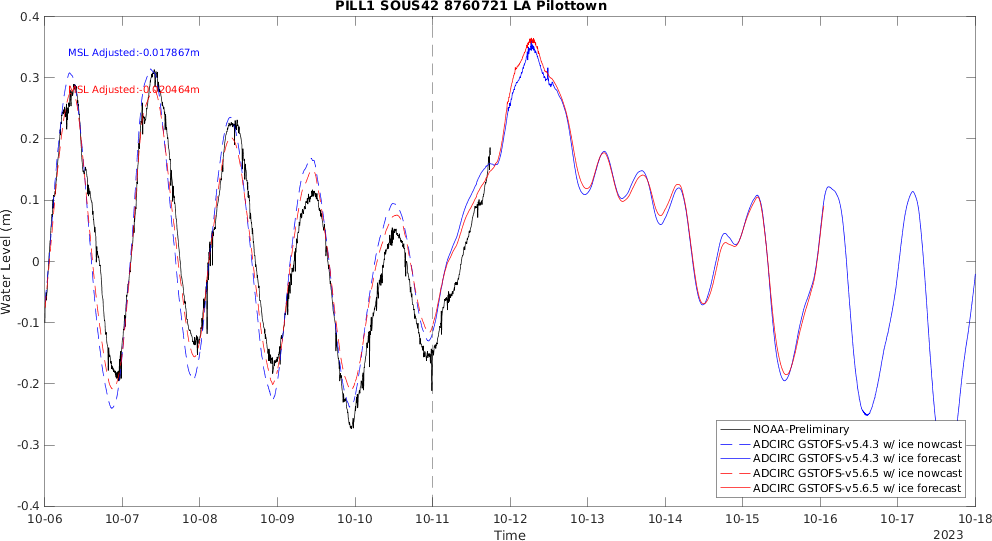 PILL1 SOUS42 8760721 LA Pilottown
0.4
0.3
0.2
0.1
0
-0.1
-0.2
-0.3
-0.4
Water Level (m)
MSL Adjusted:-0.017867m
MSL Adjusted:-0.020464m
NOAA-Preliminary
ADCIRC GSTOFS-v5.4.3 w/ ice nowcast
ADCIRC GSTOFS-v5.4.3 w/ ice forecast
ADCIRC GSTOFS-v5.6.5 w/ ice nowcast
ADCIRC GSTOFS-v5.6.5 w/ ice forecast
10-06 10-07 10-08 10-09 10-10 10-11 10-12 10-13 10-14 10-15 10-16 10-17 10-18
Time
2023